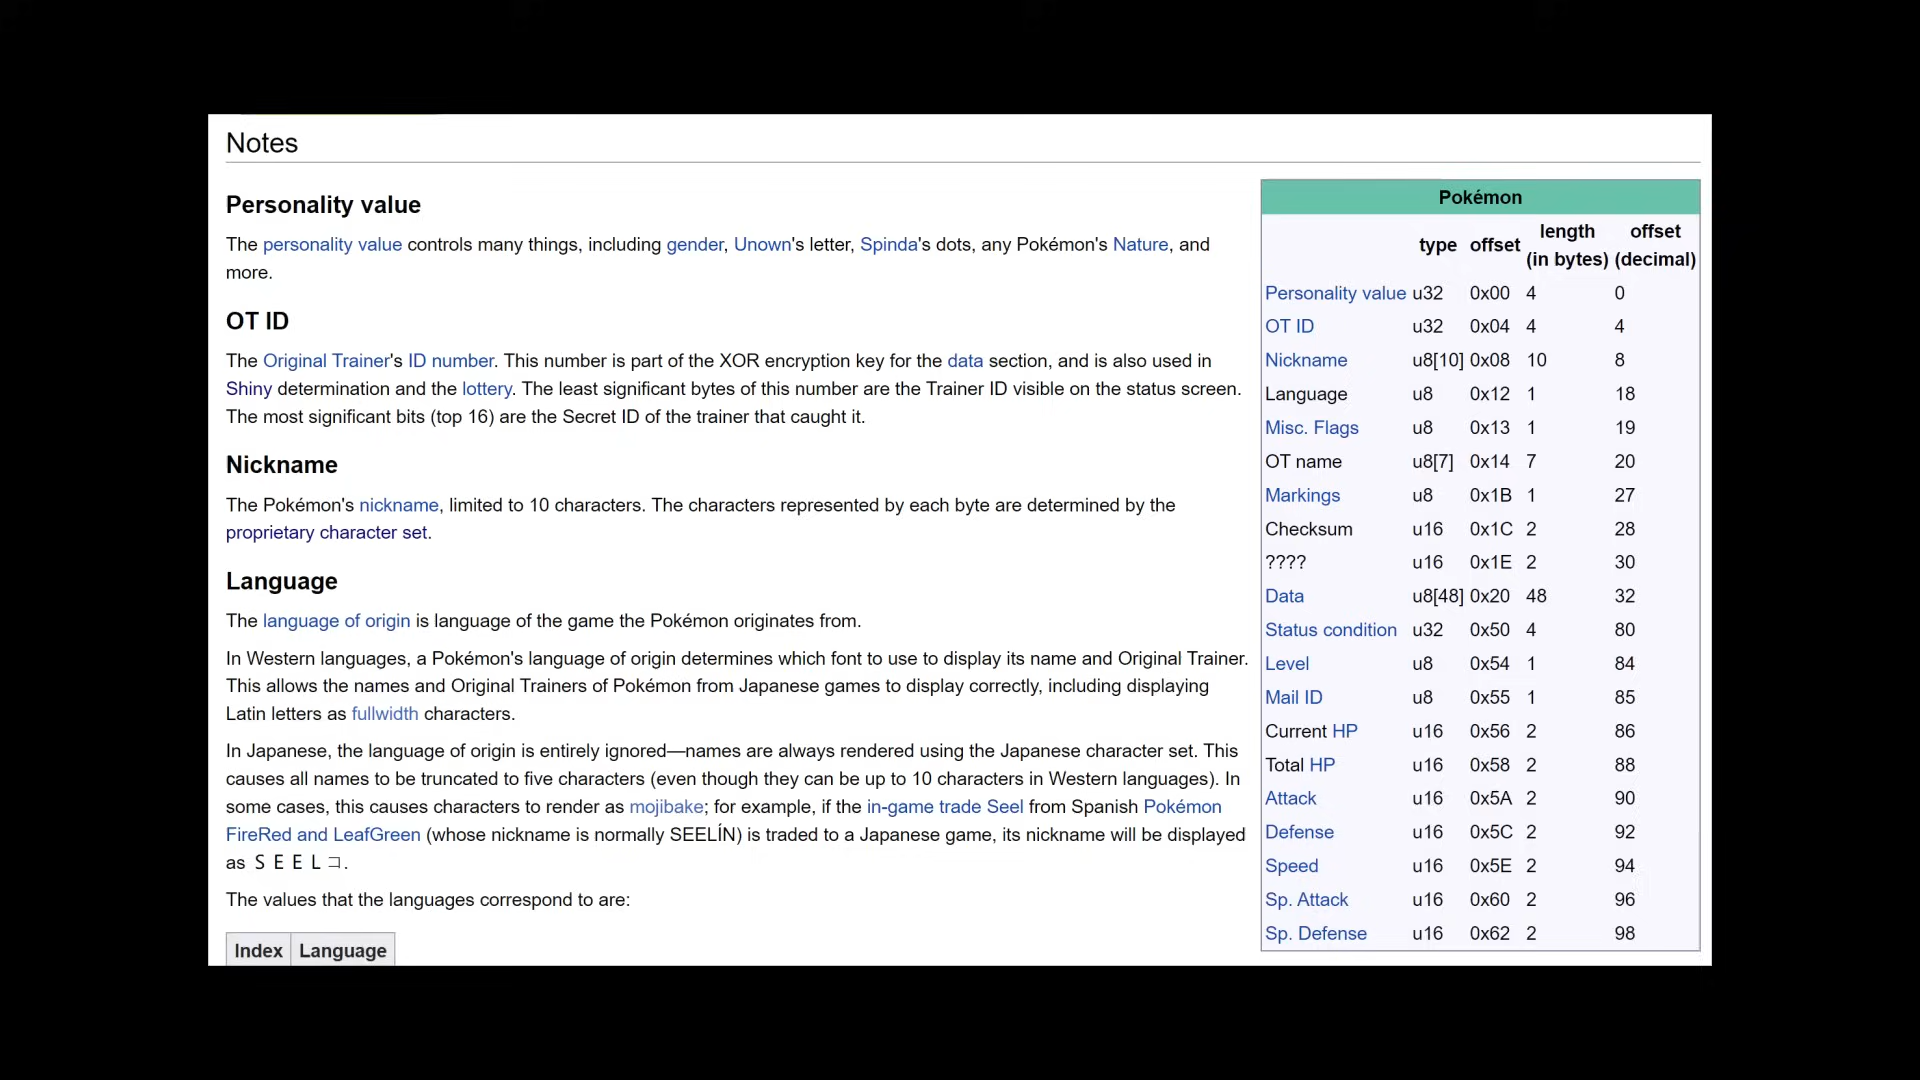 Notes
Personality value
The personality value controls many things, including gender, Unown's letter, Spinda's dots, any Pokémon's Nature, and
more.
OT ID
The Original Trainer's ID number. This number is part of the XOR encryption key for the data section, and is also used in
Shiny determination and the lottery. The least significant bytes of this number are the Trainer ID visible on the status screen.
The most significant bits (top 16) are the Secret ID of the trainer that caught it.
Nickname
The Pokémon's nickname, limited to 10 characters. The characters represented by each byte are determined by the
proprietary character set.
Language
The language of origin is language of the game the Pokémon originates from.
In Western languages, a Pokémon's language of origin determines which font to use to display its name and Original Trainer.
This allows the names and Original Trainers of Pokémon from Japanese games to display correctly, including displaying
Latin letters as fullwidth characters.
In Japanese, the language of origin is entirely ignored—names are always rendered using the Japanese character set. This
causes all names to be truncated to five characters (even though they can be up to 10 characters in Western languages). In
some cases, this causes characters to render as mojibake; for example, if the in-game trade Seel from Spanish Pokémon
FireRed and LeafGreen (whose nickname is normally SEELÍN) is traded to a Japanese game, its nickname will be displayed
as ＳＥＥＬコ.
The values that the languages correspond to are:
Index Language
Pokémon
type offset length (in bytes) offset (decimal)
Personality value u32 0x00 4 0
OT ID u32 0x04 4 4
Nickname u8[10] 0x08 10 8
Language u8 0x12 1 18
Misc. Flags u8 0x13 1 19
OT name u8[7] 0x14 7 20
Markings u8 0x1B 1 27
Checksum u16 0x1C 2 28
???? u16 0x1E 2 30
Data u8[48] 0x20 48 32
Status condition u32 0x50 4 80
Level u8 0x54 1 84
Mail ID u8 0x55 1 85
Current HP u16 0x56 2 86
Total HP u16 0x58 2 88
Attack u16 0x5A 2 90
Defense u16 0x5C 2 92
Speed u16 0x5E 2 94
Sp. Attack u16 0x60 2 96
Sp. Defense u16 0x62 2 98